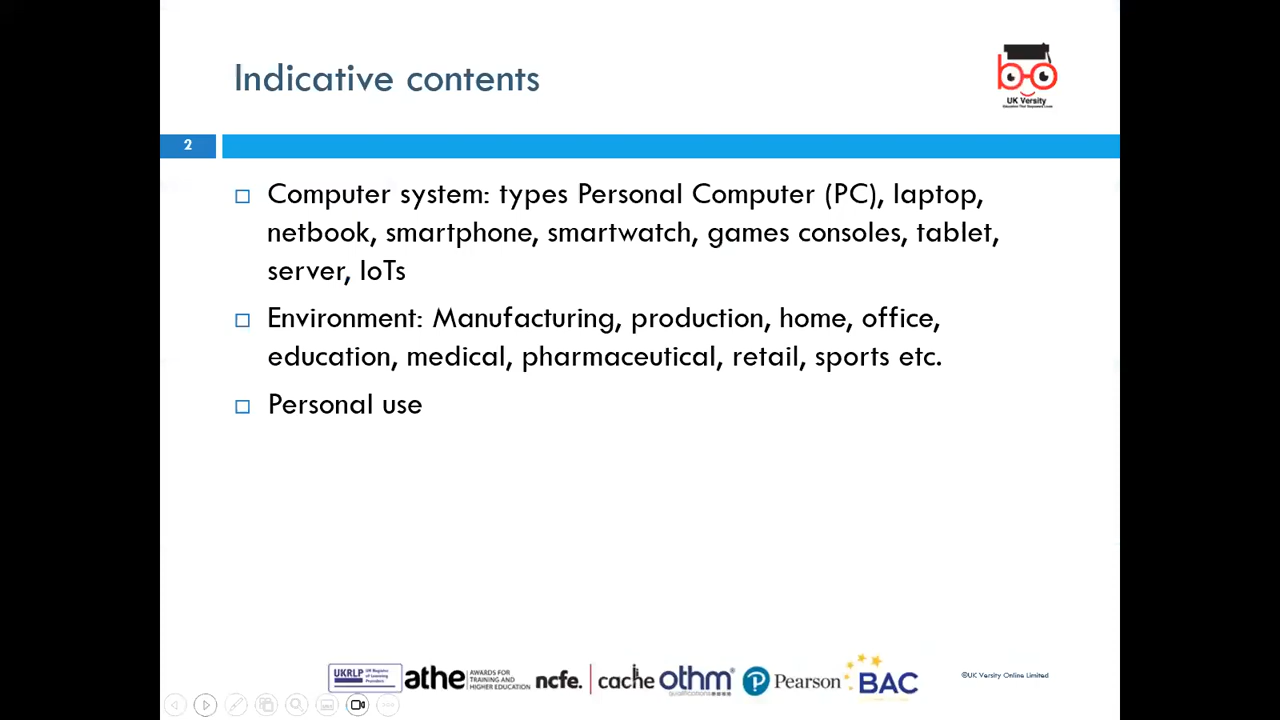 Indicative contents
UK Versity
2
Computer system: types Personal Computer (PC), laptop,
netbook, smartphone, smartwatch, games consoles, tablet,
server, IoTs
Environment: Manufacturing, production, home, office,
education, medical, pharmaceutical, retail, sports etc.
Personal use
UKRLP UK Register of Learning Providers
athe AWARDS FOR TRAINING AND HIGHER EDUCATION
ncfe. cache
othm qualifications
Pearson
BAC
©UK Versity Online Limited